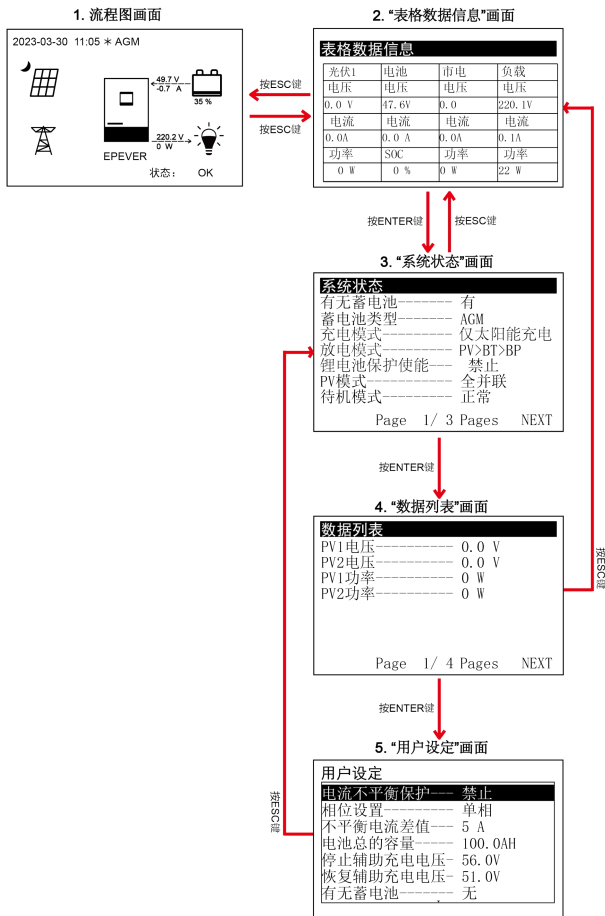 1. 流程图画面
2023-03-30 11:05 ＊ AGM
49.7 V
-0.7 A
35 %
220.2 V
0 W
EPEVER
状态： OK
按ESC键
按ESC键
2. “表格数据信息”画面
表格数据信息
光伏1 电池 市电 负载
电压 电压 电压 电压
0.0 V 47.6V 0.0 220.1V
电流 电流 电流 电流
0.0A 0.0 A 0.0A 0.1A
功率 SOC 功率 功率
0 W 0 % 0 W 22 W
按ENTER键 按ESC键
3. “系统状态”画面
系统状态
有无蓄电池------- 有
蓄电池类型------- AGM
充电模式--------- 仅太阳能充电
放电模式--------- PV>BT>BP
锂电池保护使能--- 禁止
PV模式----------- 全并联
待机模式--------- 正常
Page 1/ 3 Pages NEXT
按ENTER键
4. “数据列表”画面
数据列表
PV1电压---------- 0.0 V
PV2电压---------- 0.0 V
PV1功率---------- 0 W
PV2功率---------- 0 W
Page 1/ 4 Pages NEXT
按ESC键
按ENTER键
5. “用户设定”画面
用户设定
电流不平衡保护--- 禁止
相位设置--------- 单相
不平衡电流差值--- 5 A
电池总的容量----- 100.0AH
停止辅助充电电压- 56.0V
恢复辅助充电电压- 51.0V
有无蓄电池------- 无
按ESC键